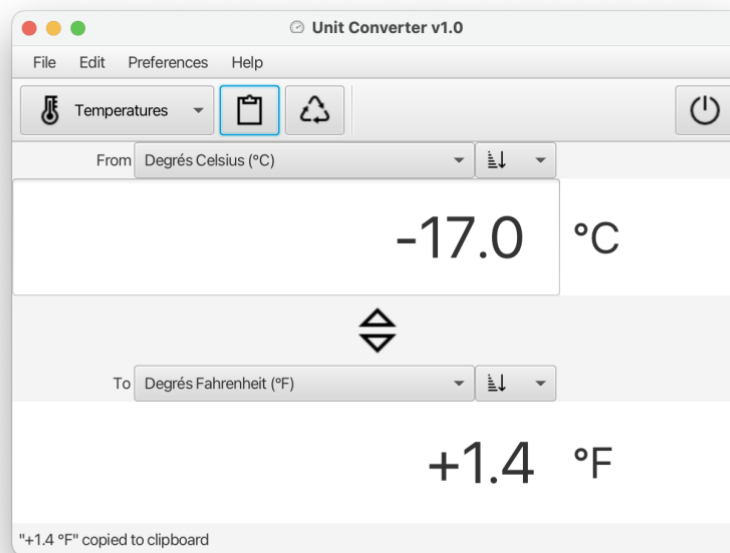 Unit Converter v1.0
File Edit Preferences Help
Temperatures
From Degrés Celsius (°C)
-17.0 °C
To Degrés Fahrenheit (°F)
+1.4 °F
"+1.4 °F" copied to clipboard